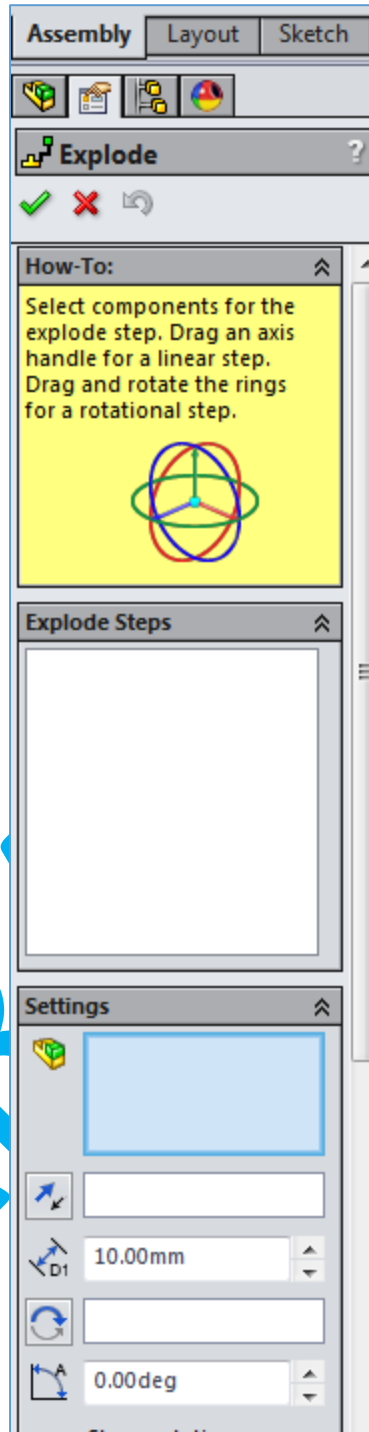 Assembly Layout Sketch
Explode ?
How-To:
Select components for the
explode step. Drag an axis
handle for a linear step.
Drag and rotate the rings
for a rotational step.
Explode Steps
Settings
D1 10.00mm
A 0.00deg